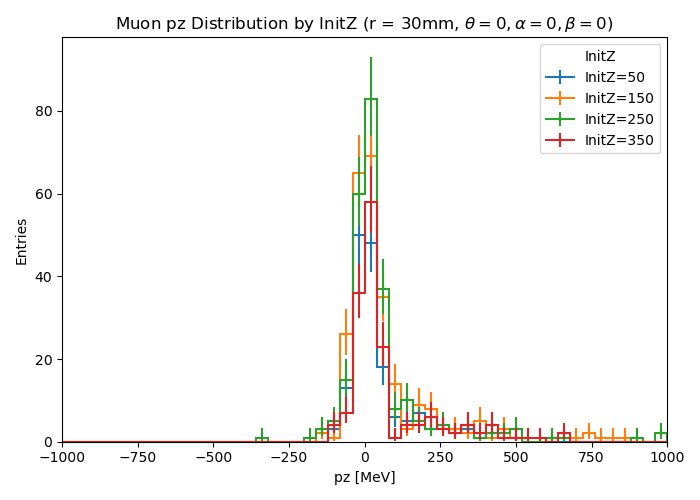 Muon pz Distribution by InitZ (r = 30mm, θ = 0, α = 0, β = 0)
InitZ
InitZ=50
InitZ=150
InitZ=250
InitZ=350
Entries
80
60
40
20
0
−1000 −750 −500 −250 0 250 500 750 1000
pz [MeV]